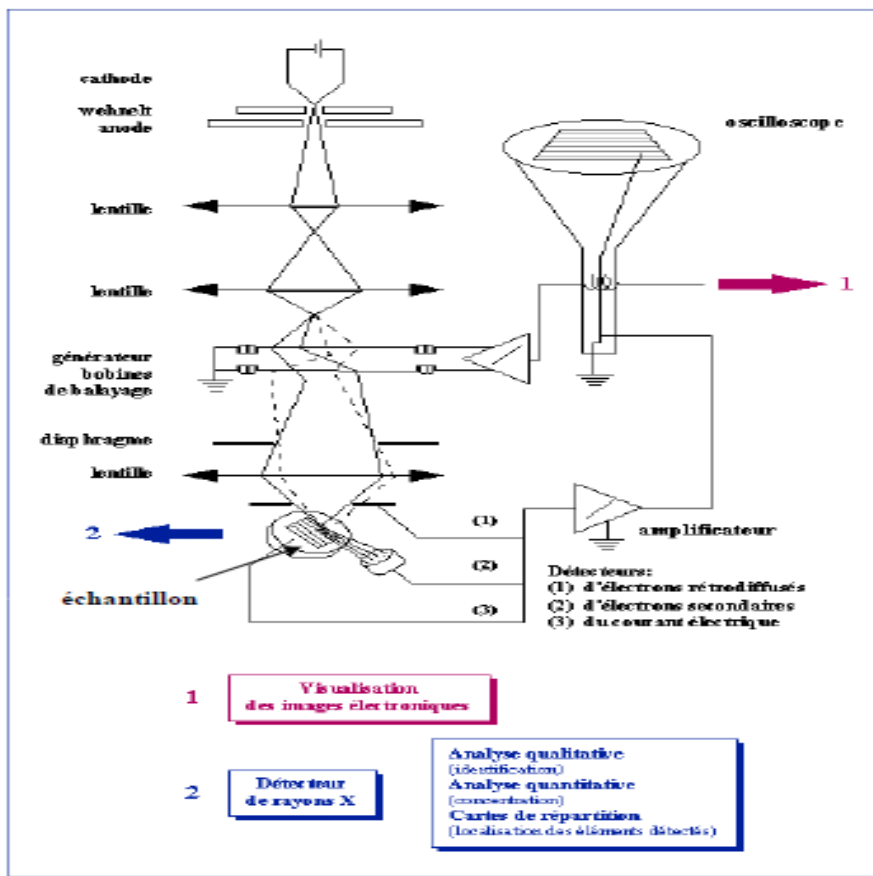 cathode
wehnelt
anode
oscilloscope
lentille
lentille
1
générateur
bobines
de balayage
diaphragme
lentille
2
(1)
amplificateur
échantillon
(2)
(3)
Détecteurs:
(1) d'électrons rétrodiffusés
(2) d'électrons secondaires
(3) du courant électrique
1
Visualisation
des images électroniques
2
Détecteur
de rayons X
Analyse qualitative
(identification)
Analyse quantitative
(concentration)
Cartes de répartition
(localisation des éléments détectés)